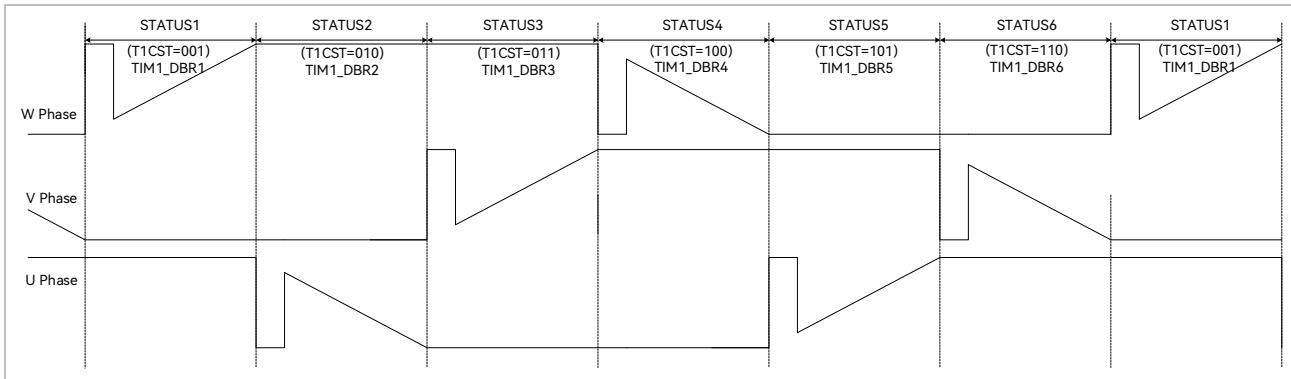 STATUS1 STATUS2 STATUS3 STATUS4 STATUS5 STATUS6 STATUS1
(T1CST=001) (T1CST=010) (T1CST=011) (T1CST=100) (T1CST=101) (T1CST=110) (T1CST=001)
TIM1_DBR1 TIM1_DBR2 TIM1_DBR3 TIM1_DBR4 TIM1_DBR5 TIM1_DBR6 TIM1_DBR1
W Phase
V Phase
U Phase